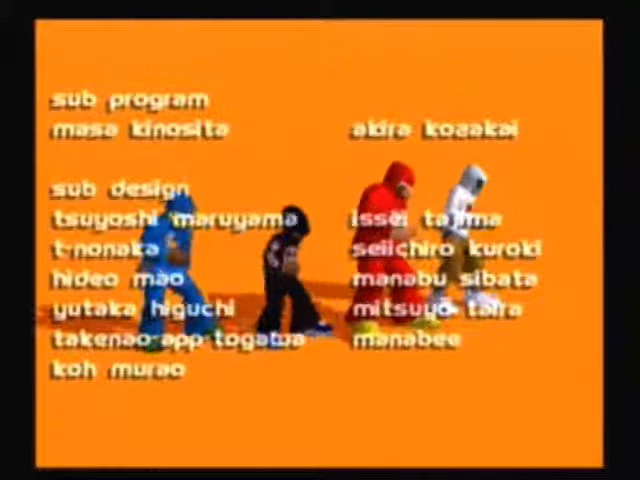 sub program
masa kinosita akira kozakai
sub design
tsuyoshi maruyama issei tajima
t-nonaka seiichiro kuroki
hideo mao manabu sibata
yutaka higuchi mitsuyo taira
takenao-app-togatua manabee
koh murao